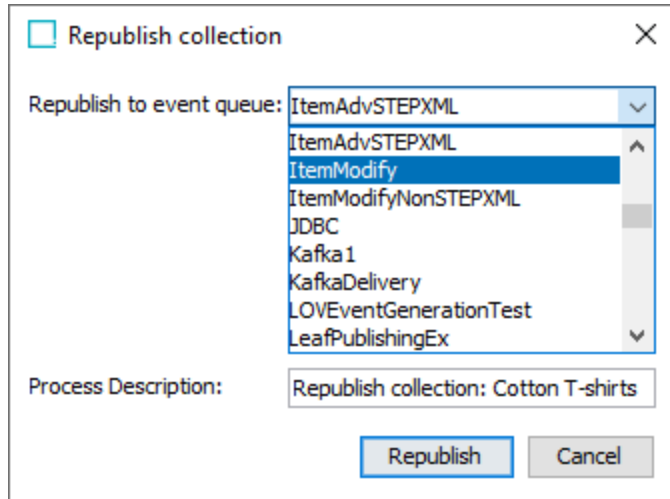 Republish collection
Republish to event queue: ItemAdvSTEPXML
ItemAdvSTEPXML
ItemModify
ItemModifyNonSTEPXML
JDBC
Kafka1
KafkaDelivery
LOVEventGenerationTest
LeafPublishingEx
Process Description: Republish collection: Cotton T-shirts
Republish Cancel